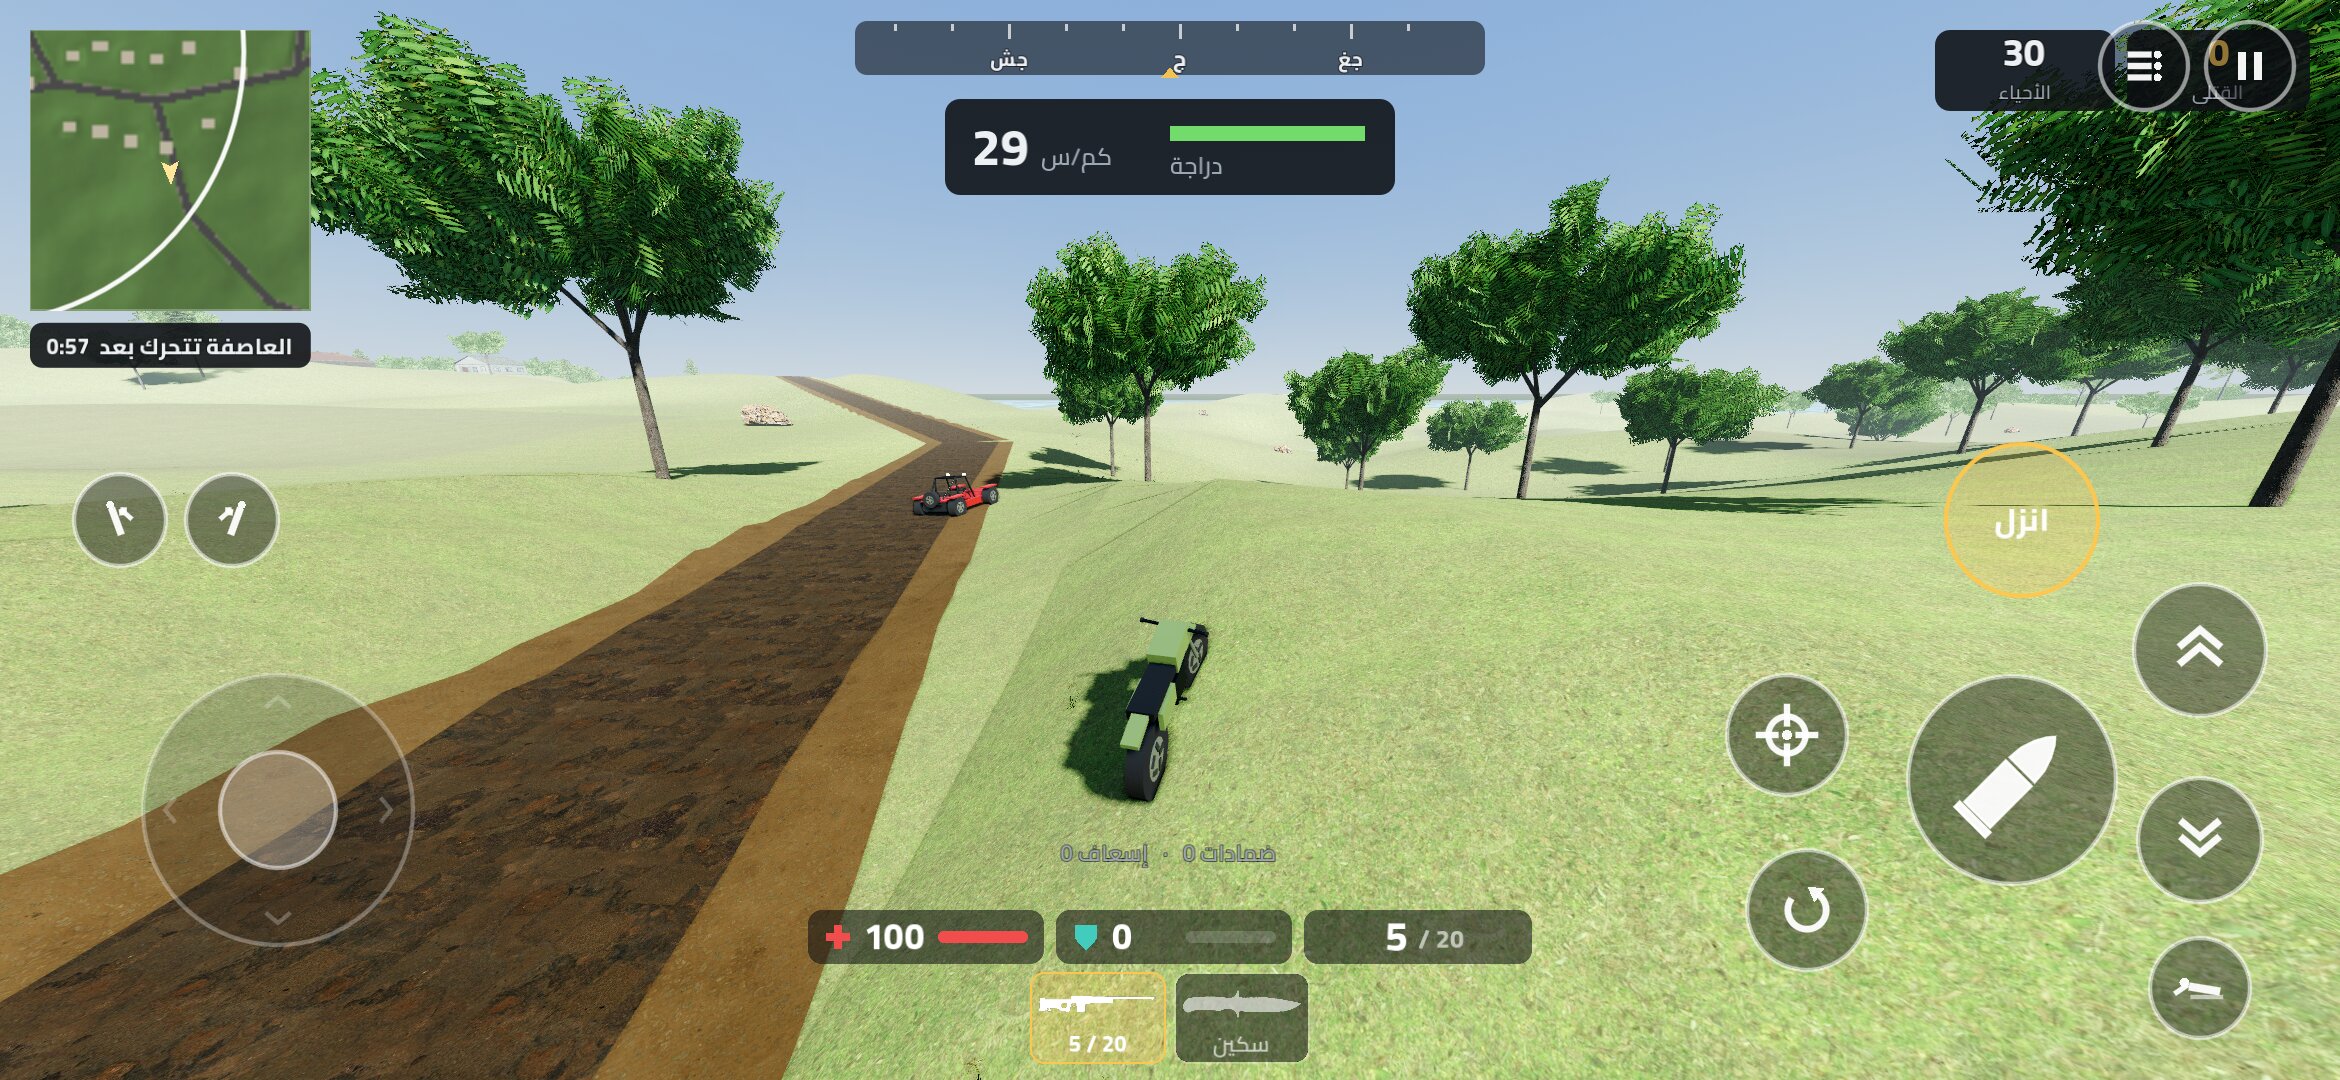 جش
ج
جغ
30
الأحياء
0
القتلى
29 كم/س
دراجة
العاصفة تتحرك بعد 0:57
انزل
ضمادات 0 · إسعاف 0
100
0
5 / 20
5 / 20
سكين